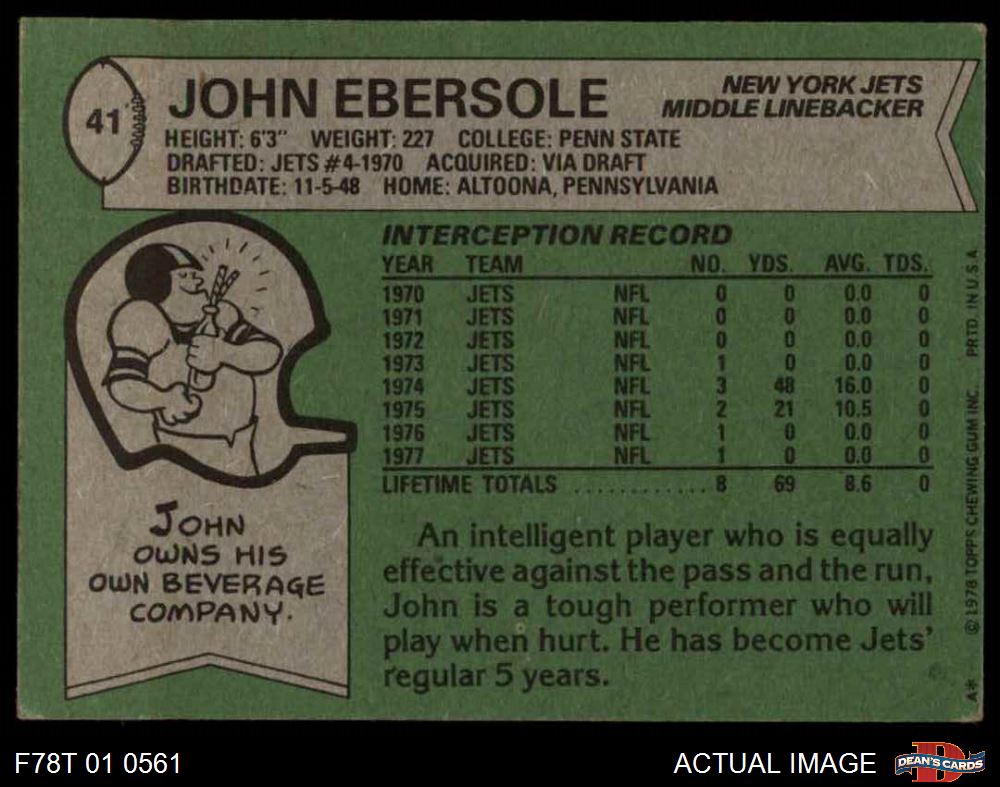 41
JOHN EBERSOLE
NEW YORK JETS
MIDDLE LINEBACKER
HEIGHT: 6'3" WEIGHT: 227 COLLEGE: PENN STATE
DRAFTED: JETS #4-1970 ACQUIRED: VIA DRAFT
BIRTHDATE: 11-5-48 HOME: ALTOONA, PENNSYLVANIA
INTERCEPTION RECORD
YEAR TEAM NO. YDS. AVG. TDS.
1970 JETS NFL 0 0 0.0 0
1971 JETS NFL 0 0 0.0 0
1972 JETS NFL 0 0 0.0 0
1973 JETS NFL 1 0 0.0 0
1974 JETS NFL 3 48 16.0 0
1975 JETS NFL 2 21 10.5 0
1976 JETS NFL 1 0 0.0 0
1977 JETS NFL 1 0 0.0 0
LIFETIME TOTALS ............ 8 69 8.6 0
JOHN
OWNS HIS
OWN BEVERAGE
COMPANY.
An intelligent player who is equally
effective against the pass and the run,
John is a tough performer who will
play when hurt. He has become Jets'
regular 5 years.
A* © 1978 TOPPS CHEWING GUM INC. PRTD. IN U.S.A.
F78T 01 0561
ACTUAL IMAGE
D
DEAN'S CARDS